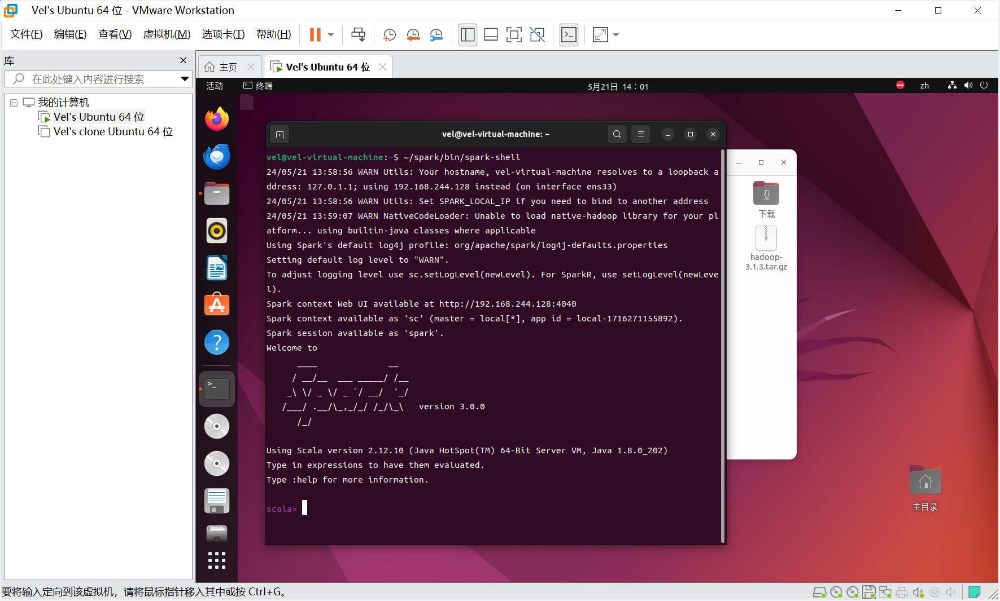 Vel's Ubuntu 64 位 - VMware Workstation
文件(F) 编辑(E) 查看(V) 虚拟机(M) 选项卡(T) 帮助(H)
库
在此处键入内容进行搜索
我的计算机
Vel's Ubuntu 64 位
Vel's clone Ubuntu 64 位
主页
Vel's Ubuntu 64 位
活动
终端
5月21日 14：01
zh
vel@vel-virtual-machine: ~
vel@vel-virtual-machine:~$ ~/spark/bin/spark-shell
24/05/21 13:58:56 WARN Utils: Your hostname, vel-virtual-machine resolves to a loopback a
ddress: 127.0.1.1; using 192.168.244.128 instead (on interface ens33)
24/05/21 13:58:56 WARN Utils: Set SPARK_LOCAL_IP if you need to bind to another address
24/05/21 13:59:07 WARN NativeCodeLoader: Unable to load native-hadoop library for your pl
atform... using builtin-java classes where applicable
Using Spark's default log4j profile: org/apache/spark/log4j-defaults.properties
Setting default log level to "WARN".
To adjust logging level use sc.setLogLevel(newLevel). For SparkR, use setLogLevel(newLeve
l).
Spark context Web UI available at http://192.168.244.128:4040
Spark context available as 'sc' (master = local[*], app id = local-1716271155892).
Spark session available as 'spark'.
Welcome to
      ____              __
     / __/__  ___ _____/ /__
    _\ \/ _ \/ _ `/ __/  '_/
   /___/ .__/\_,_/_/ /_/\_\   version 3.0.0
      /_/
Using Scala version 2.12.10 (Java HotSpot(TM) 64-Bit Server VM, Java 1.8.0_202)
Type in expressions to have them evaluated.
Type :help for more information.
scala>
下载
hadoop-
3.1.3.tar.gz
主目录
要将输入定向到该虚拟机，请将鼠标指针移入其中或按 Ctrl+G。